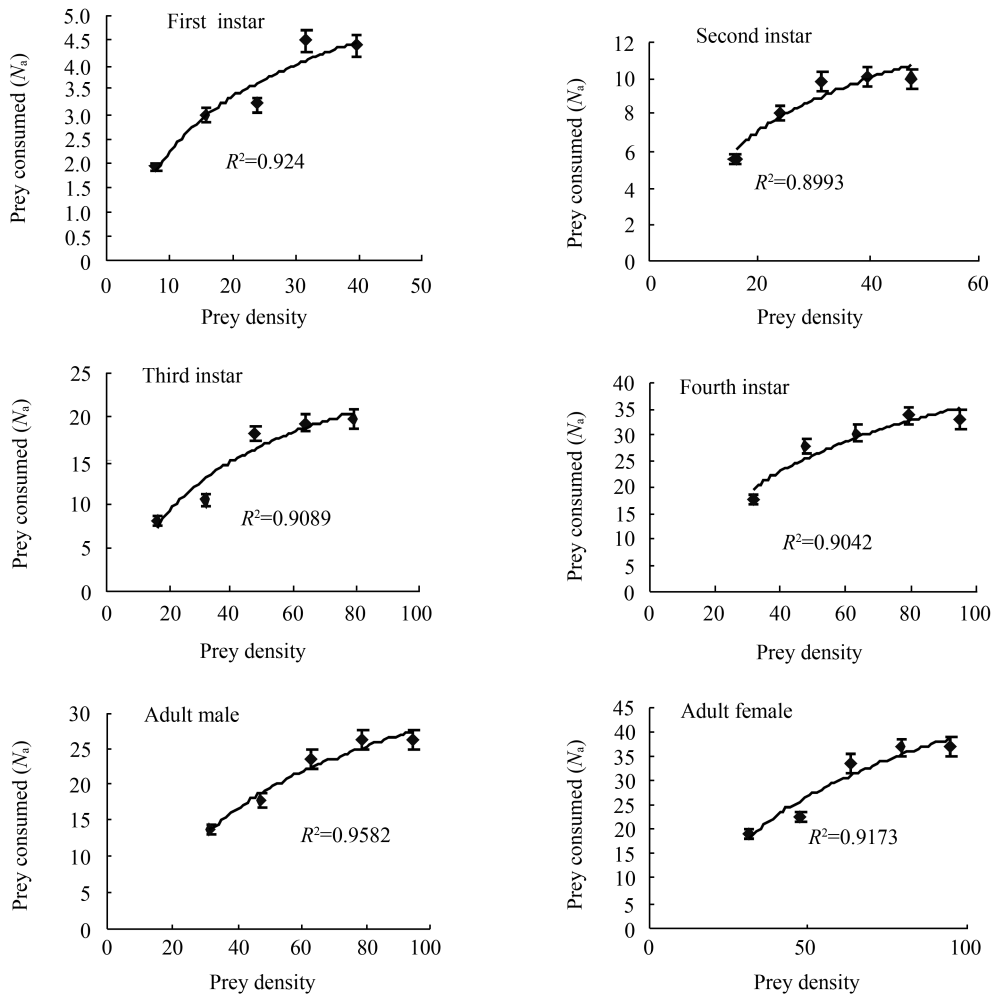 First instar
Prey consumed (Na)
5.0
4.5
4.0
3.5
3.0
2.5
2.0
1.5
1.0
0.5
0
R²=0.924
0 10 20 30 40 50
Prey density
Second instar
Prey consumed (Na)
12
10
8
6
4
2
0
R²=0.8993
0 20 40 60
Prey density
Third instar
Prey consumed (Na)
25
20
15
10
5
0
R²=0.9089
0 20 40 60 80 100
Prey density
Fourth instar
Prey consumed (Na)
40
35
30
25
20
15
10
5
0
R²=0.9042
0 20 40 60 80 100
Prey density
Adult male
Prey consumed (Na)
30
25
20
15
10
5
0
R²=0.9582
0 20 40 60 80 100
Prey density
Adult female
Prey consumed (Na)
45
40
35
30
25
20
15
10
5
0
R²=0.9173
0 50 100
Prey density